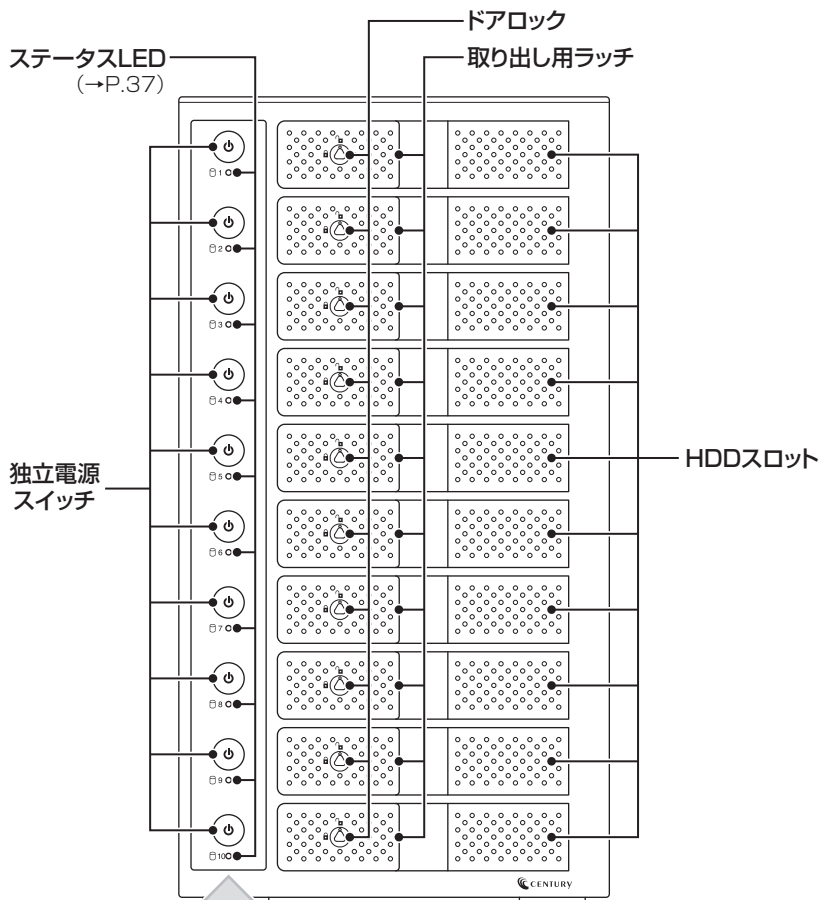 ドアロック
ステータスLED
(→P.37)
取り出し用ラッチ
1
2
3
4
5
6
7
8
9
10
独立電源
スイッチ
HDDスロット
CENTURY